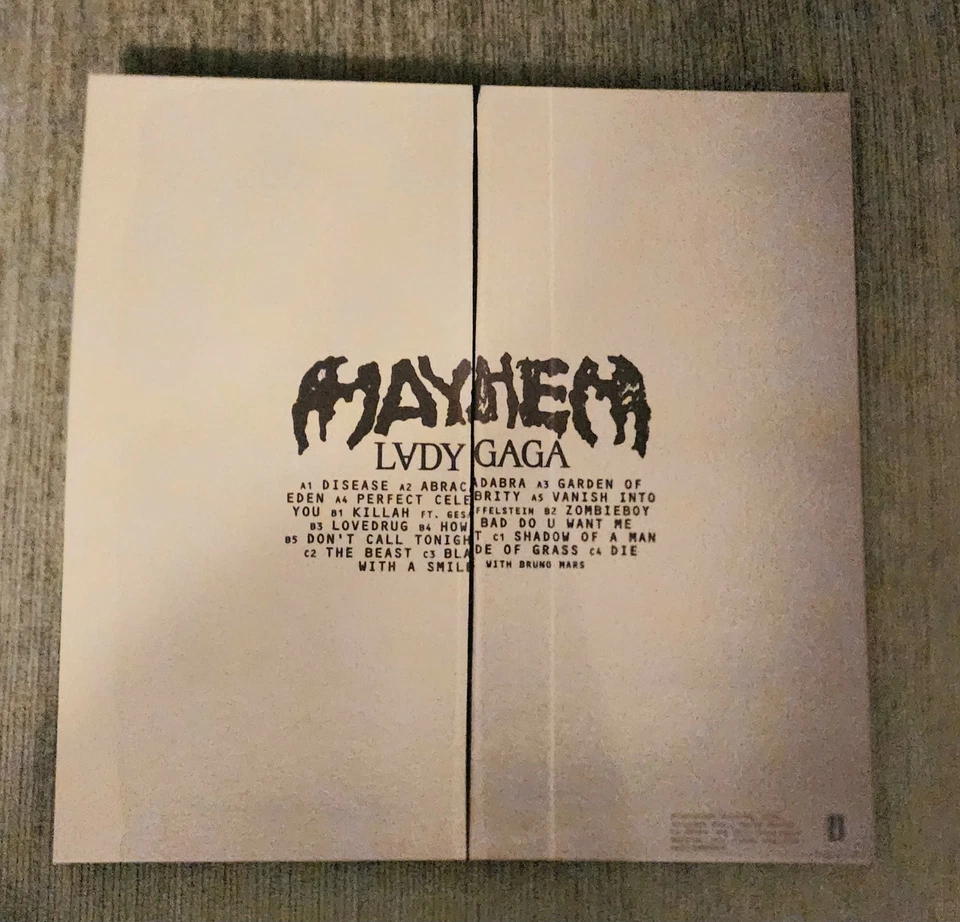 MAYHEM
LⱯDY GAGA
A1 DISEASE A2 ABRACADABRA A3 GARDEN OF
EDEN A4 PERFECT CELEBRITY A5 VANISH INTO
YOU B1 KILLAH FT. GESAFFELSTEIN B2 ZOMBIEBOY
B3 LOVEDRUG B4 HOW BAD DO U WANT ME
B5 DON'T CALL TONIGHT C1 SHADOW OF A MAN
C2 THE BEAST C3 BLADE OF GRASS C4 DIE
WITH A SMILE WITH BRUNO MARS